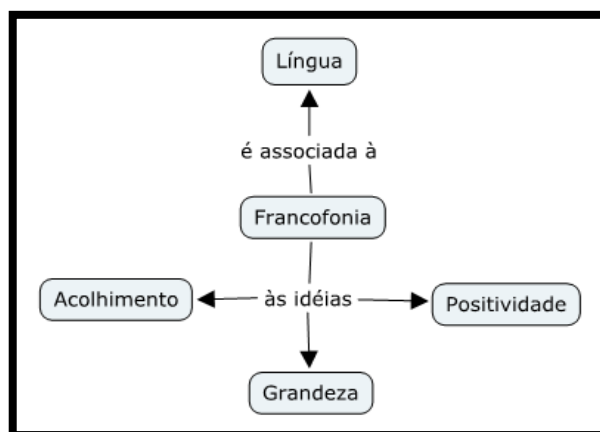 Língua
é associada à
Francofonia
Acolhimento
às idéias
Positividade
Grandeza